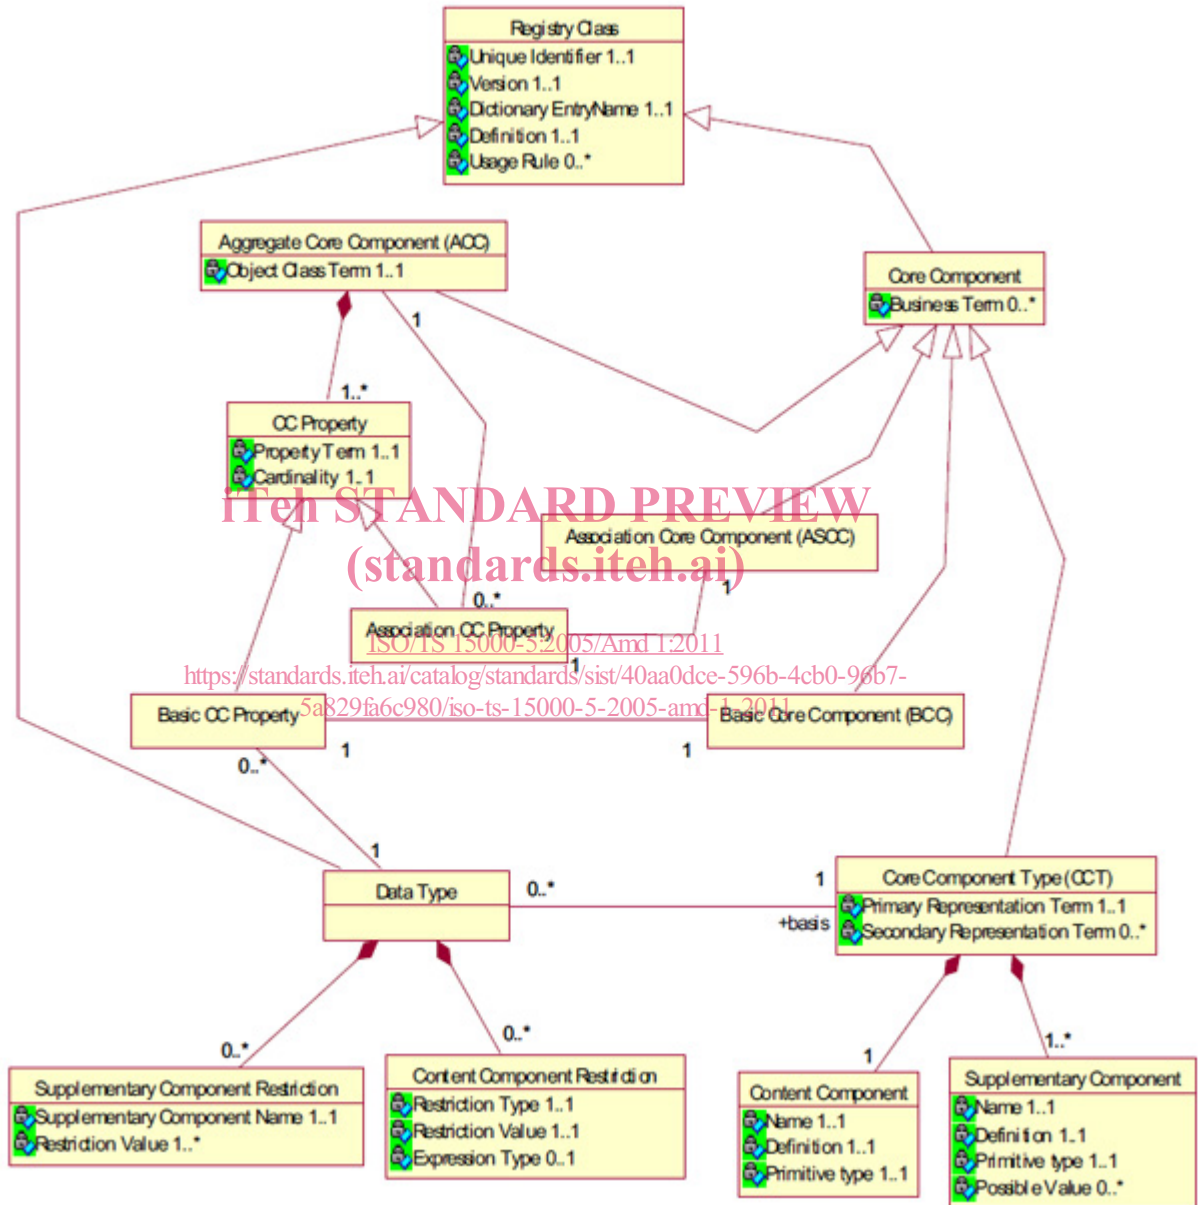 Registry Class
Unique Identifier 1..1
Version 1..1
Dictionary EntryName 1..1
Definition 1..1
Usage Rule 0..*
Aggregate Core Component (ACC)
Object Class Term 1..1
Core Component
Business Term 0..*
1
1..*
CC Property
Property Term 1..1
Cardinality 1..1
iTeh STANDARD PREVIEW
(standards.iteh.ai)
Association Core Component (ASCC)
1
0..*
Association CC Property
1
ISO/TS 15000-5:2005/Amd 1:2011
https://standards.iteh.ai/catalog/standards/sist/40aa0dce-596b-4cb0-96b7-
5a829fa6c980/iso-ts-15000-5-2005-amd-1-2011
Basic CC Property
Basic Core Component (BCC)
1
1
0..*
1
Data Type
0..*
1
+basis
Core Component Type (CCT)
Primary Representation Term 1..1
Secondary Representation Term 0..*
0..*
0..*
1
1..*
Supplementary Component Restriction
Supplementary Component Name 1..1
Restriction Value 1..*
Content Component Restriction
Restriction Type 1..1
Restriction Value 1..1
Expression Type 0..1
Content Component
Name 1..1
Definition 1..1
Primitive type 1..1
Supplementary Component
Name 1..1
Definition 1..1
Primitive type 1..1
Possible Value 0..*